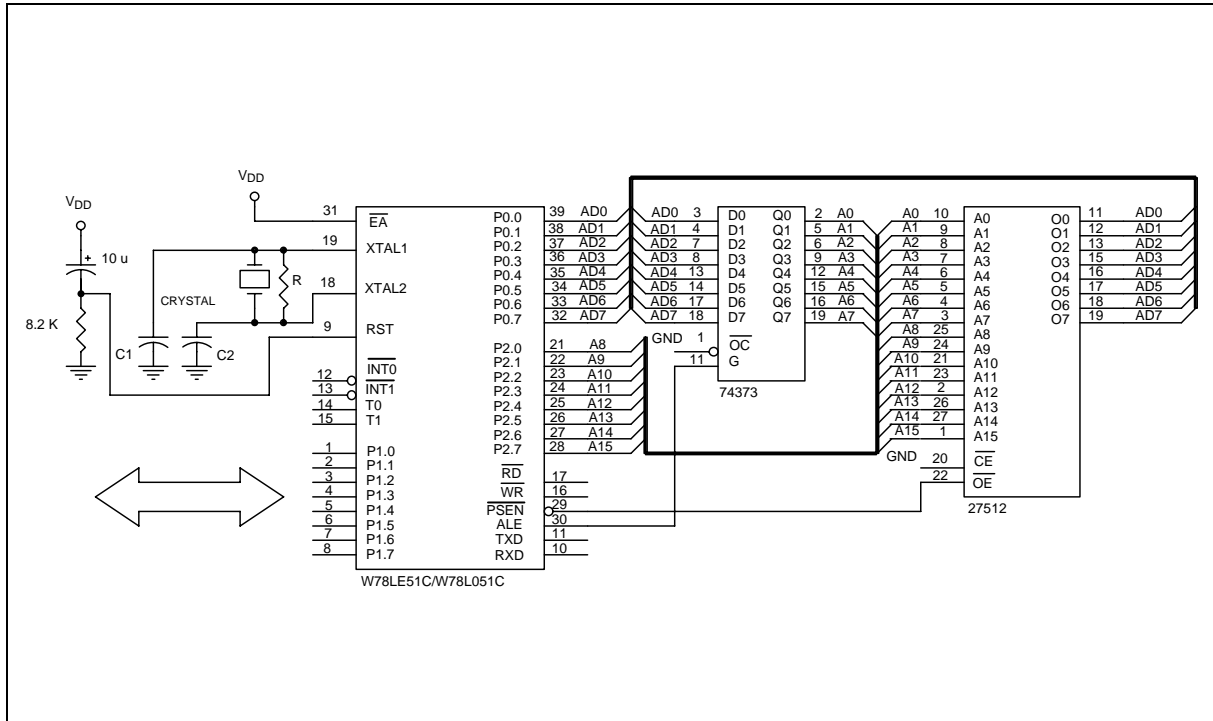 VDD
VDD
10 u
8.2 K
C1
CRYSTAL
C2
R
31 EA
19 XTAL1
18 XTAL2
9 RST
12 INT0
13 INT1
14 T0
15 T1
1 P1.0
2 P1.1
3 P1.2
4 P1.3
5 P1.4
6 P1.5
7 P1.6
8 P1.7
P0.0 39 AD0
P0.1 38 AD1
P0.2 37 AD2
P0.3 36 AD3
P0.4 35 AD4
P0.5 34 AD5
P0.6 33 AD6
P0.7 32 AD7
P2.0 21 A8
P2.1 22 A9
P2.2 23 A10
P2.3 24 A11
P2.4 25 A12
P2.5 26 A13
P2.6 27 A14
P2.7 28 A15
RD 17
WR 16
PSEN 29
ALE 30
TXD 11
RXD 10
W78LE51C/W78L051C
AD0 3 D0 Q0 2 A0
AD1 4 D1 Q1 5 A1
AD2 7 D2 Q2 6 A2
AD3 8 D3 Q3 9 A3
AD4 13 D4 Q4 12 A4
AD5 14 D5 Q5 15 A5
AD6 17 D6 Q6 16 A6
AD7 18 D7 Q7 19 A7
GND 1 OC
11 G
74373
A0 10 A0 O0 11 AD0
A1 9 A1 O1 12 AD1
A2 8 A2 O2 13 AD2
A3 7 A3 O3 15 AD3
A4 6 A4 O4 16 AD4
A5 5 A5 O5 17 AD5
A6 4 A6 O6 18 AD6
A7 3 A7 O7 19 AD7
A8 25 A8
A9 24 A9
A10 21 A10
A11 23 A11
A12 2 A12
A13 26 A13
A14 27 A14
A15 1 A15
GND 20 CE
22 OE
27512